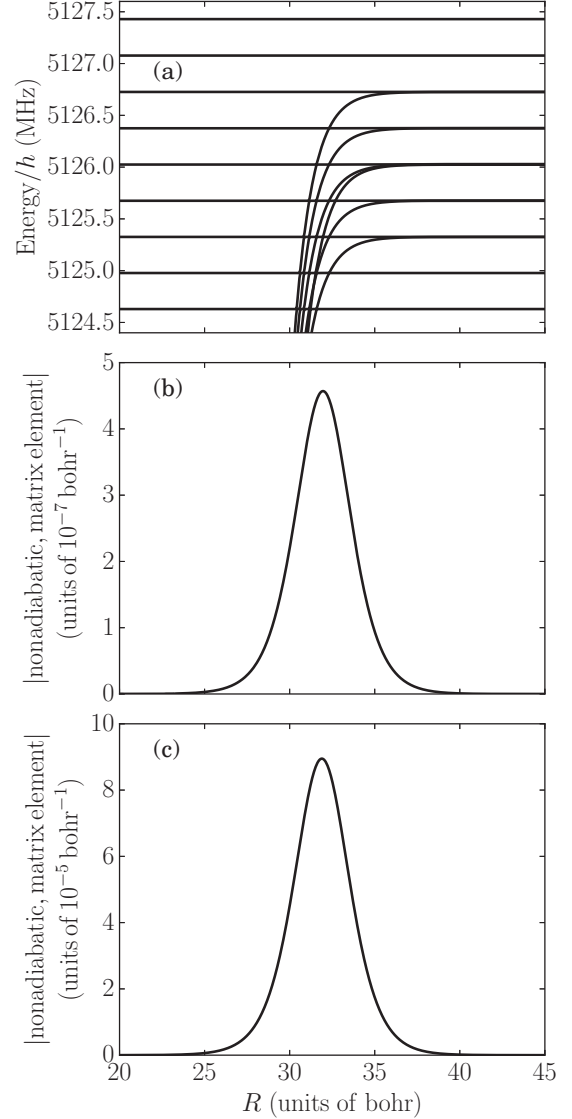 5127.5
5127.0
5126.5
5126.0
5125.5
5125.0
5124.5
Energy/h (MHz)
(a)
5
4
3
2
1
0
|nonadiabatic, matrix element|
(units of 10⁻⁷ bohr⁻¹)
(b)
10
8
6
4
2
0
|nonadiabatic, matrix element|
(units of 10⁻⁵ bohr⁻¹)
(c)
20 25 30 35 40 45
R (units of bohr)